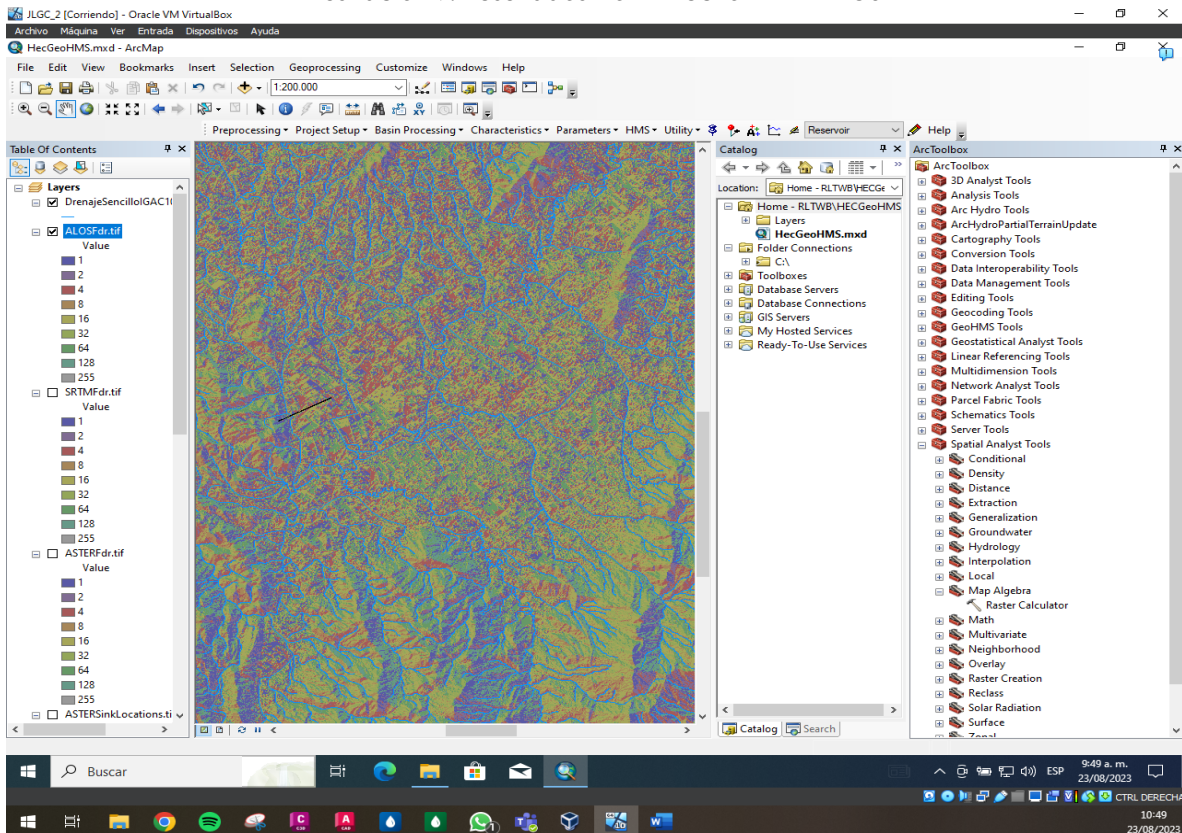 JLGC_2 [Corriendo] - Oracle VM VirtualBox
Archivo Máquina Ver Entrada Dispositivos Ayuda
HecGeoHMS.mxd - ArcMap
File Edit View Bookmarks Insert Selection Geoprocessing Customize Windows Help
1:200.000
Preprocessing Project Setup Basin Processing Characteristics Parameters HMS Utility Reservoir Help
Table Of Contents
Layers
DrenajeSencilloIGAC10
ALOSFdr.tif
Value
1
2
4
8
16
32
64
128
255
SRTMFdr.tif
Value
1
2
4
8
16
32
64
128
255
ASTERFdr.tif
Value
1
2
4
8
16
32
64
128
255
ASTERSinkLocations.ti
Catalog
Location: Home - RLTWB\HECGe
Home - RLTWB\HECGeoHMS
Layers
HecGeoHMS.mxd
Folder Connections
C:\
Toolboxes
Database Servers
Database Connections
GIS Servers
My Hosted Services
Ready-To-Use Services
Catalog Search
ArcToolbox
ArcToolbox
3D Analyst Tools
Analysis Tools
Arc Hydro Tools
ArcHydroPartialTerrainUpdate
Cartography Tools
Conversion Tools
Data Interoperability Tools
Data Management Tools
Editing Tools
Geocoding Tools
GeoHMS Tools
Geostatistical Analyst Tools
Linear Referencing Tools
Multidimension Tools
Network Analyst Tools
Parcel Fabric Tools
Schematics Tools
Server Tools
Spatial Analyst Tools
Conditional
Density
Distance
Extraction
Generalization
Groundwater
Hydrology
Interpolation
Local
Map Algebra
Raster Calculator
Math
Multivariate
Neighborhood
Overlay
Raster Creation
Reclass
Solar Radiation
Surface
Zonal
Buscar
ESP
9:49 a. m.
23/08/2023
CTRL DERECHA
10:49
23/08/2023